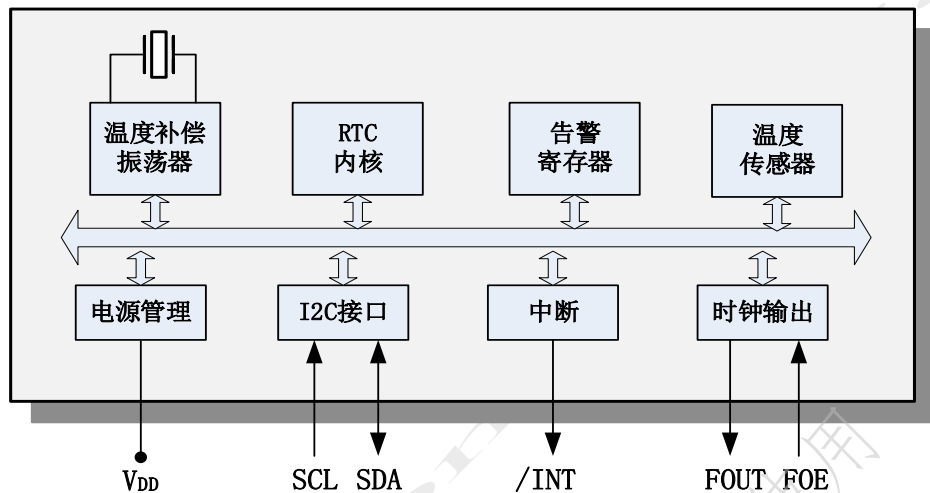 温度补偿
振荡器
RTC
内核
告警
寄存器
温度
传感器
电源管理
I2C接口
中断
时钟输出
VDD
SCL SDA
/INT
FOUT FOE
用